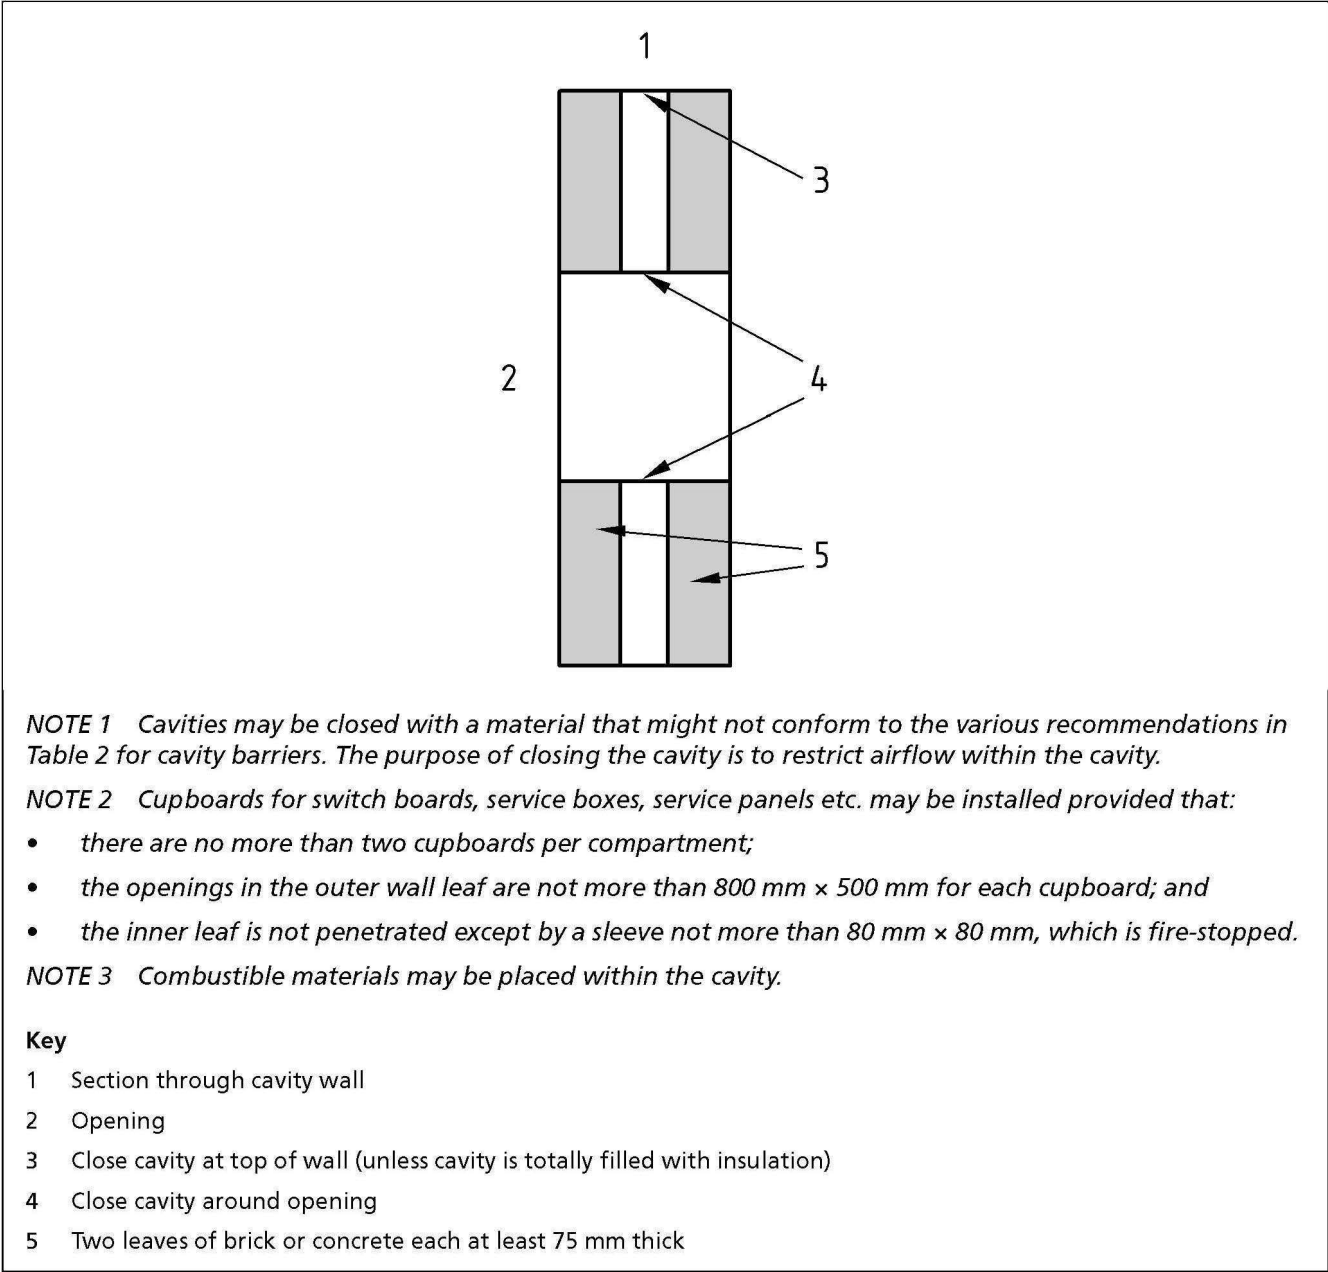 1
3
2
4
5
NOTE 1 Cavities may be closed with a material that might not conform to the various recommendations in
Table 2 for cavity barriers. The purpose of closing the cavity is to restrict airflow within the cavity.
NOTE 2 Cupboards for switch boards, service boxes, service panels etc. may be installed provided that:
• there are no more than two cupboards per compartment;
• the openings in the outer wall leaf are not more than 800 mm × 500 mm for each cupboard; and
• the inner leaf is not penetrated except by a sleeve not more than 80 mm × 80 mm, which is fire-stopped.
NOTE 3 Combustible materials may be placed within the cavity.
Key
1 Section through cavity wall
2 Opening
3 Close cavity at top of wall (unless cavity is totally filled with insulation)
4 Close cavity around opening
5 Two leaves of brick or concrete each at least 75 mm thick